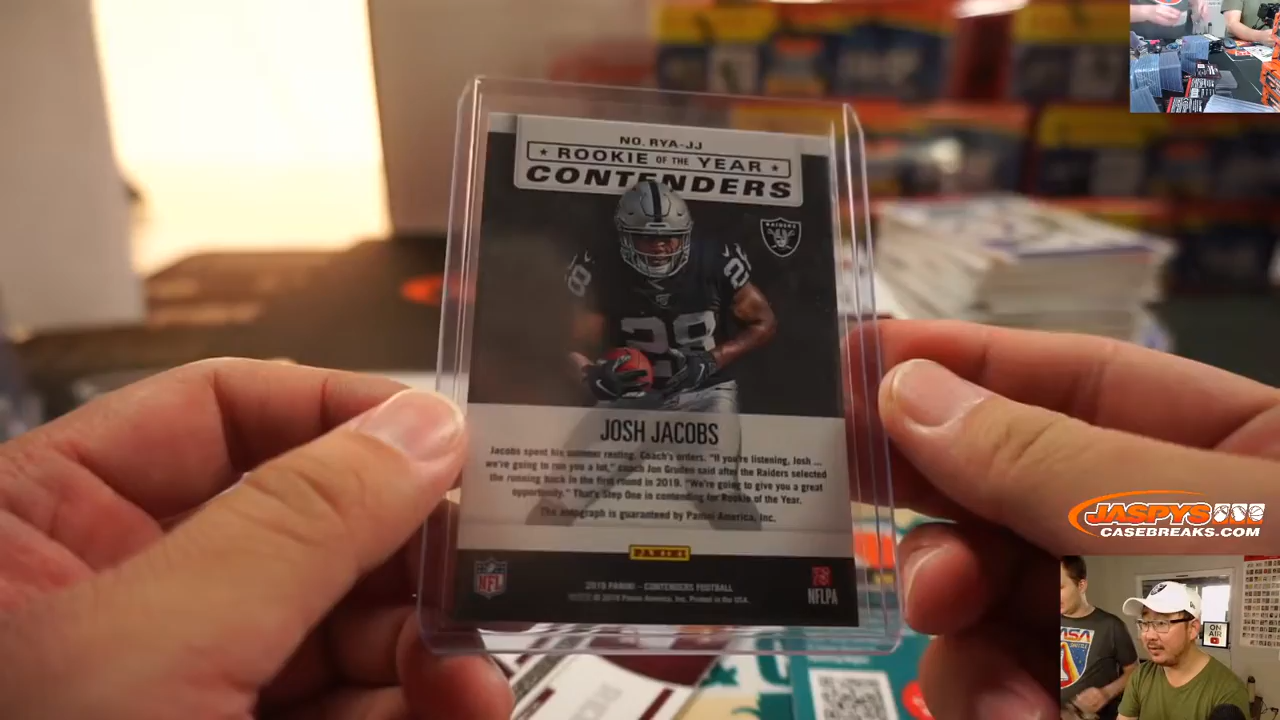 NO. RYA-JJ
★ ROOKIE OF THE YEAR ★
CONTENDERS
RAIDERS
28
28
28
JOSH JACOBS
Jacobs spent his summer resting. Coach's orders. "If you're listening, Josh ...
we're going to run you a lot," coach Jon Gruden said after the Raiders selected
the running back in the first round in 2019. "We're going to give you a great
opportunity." That's Step One in contending for Rookie of the Year.
The autograph is guaranteed by Panini America, Inc.
PANINI
NFL
2019 PANINI - CONTENDERS FOOTBALL
© 2019 Panini America, Inc. Printed in the USA.
NFLPA
JASPYS
CASEBREAKS.COM
ON
AIR